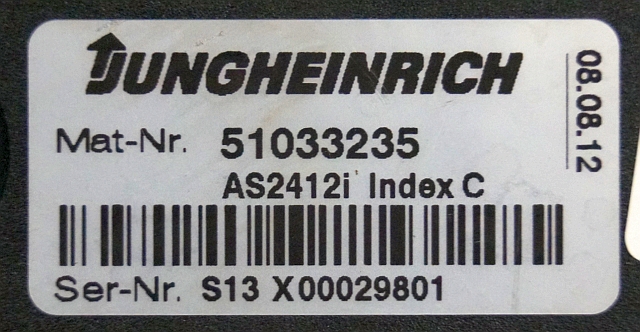 JUNGHEINRICH
Mat-Nr. 51033235
AS2412i Index C
Ser-Nr. S13 X00029801
08.08.12